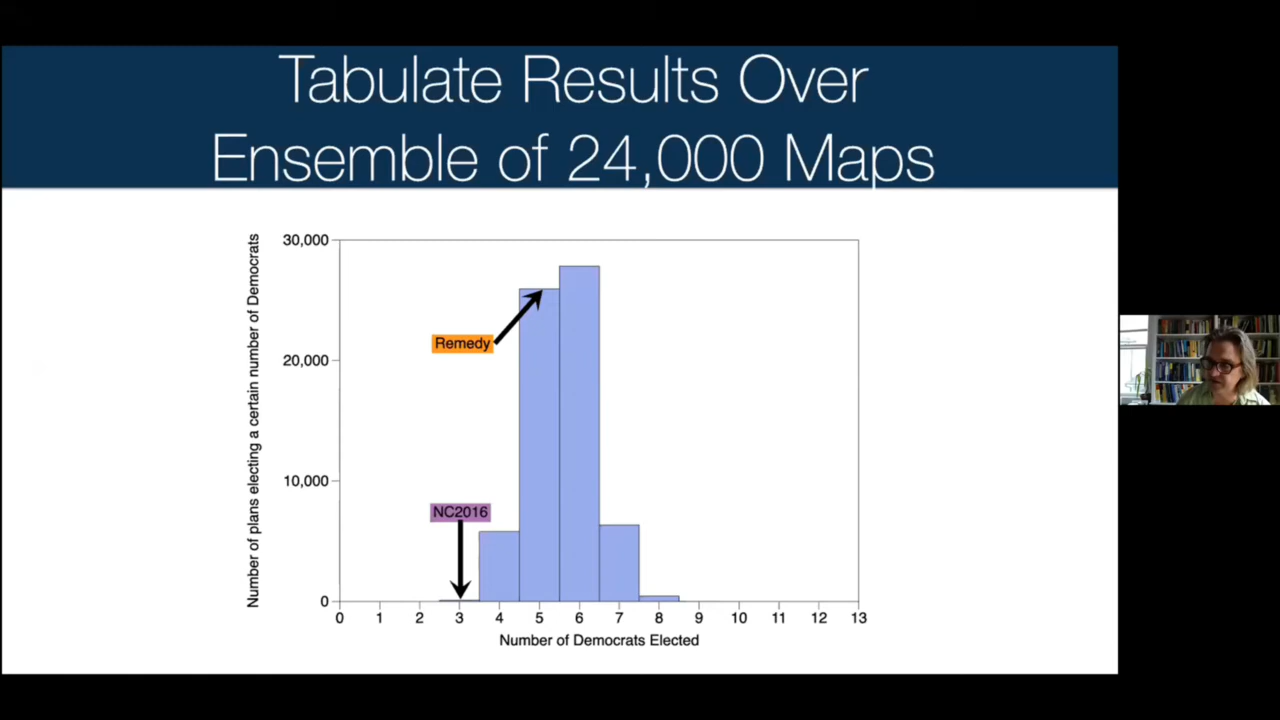 Tabulate Results Over
Ensemble of 24,000 Maps
Number of plans electing a certain number of Democrats
30,000
20,000
10,000
0
Remedy
NC2016
0 1 2 3 4 5 6 7 8 9 10 11 12 13
Number of Democrats Elected